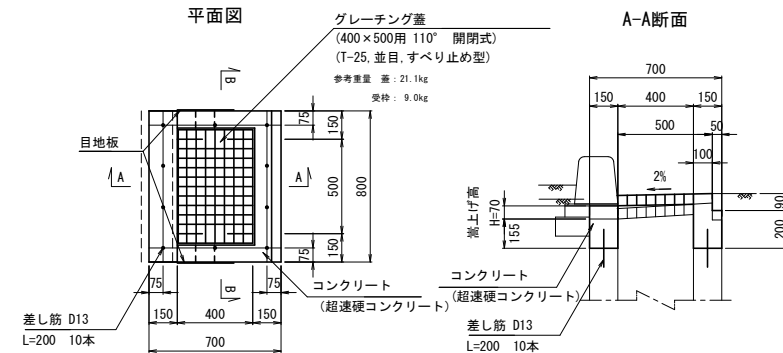 平面図
グレーチング蓋
(400×500用 110° 開閉式)
(T-25,並目,すべり止め型)
参考重量 蓋：21.1kg
受枠： 9.0kg
B
目地板
A
A
75
150
500
800
150
75
B
75
75
150
400
150
700
コンクリート
(超速硬コンクリート)
差し筋 D13
L=200 10本
A-A断面
700
150
400
150
500
50
100
2%
嵩上げ高
H=70
155
90
200
コンクリート
(超速硬コンクリート)
差し筋 D13
L=200 10本